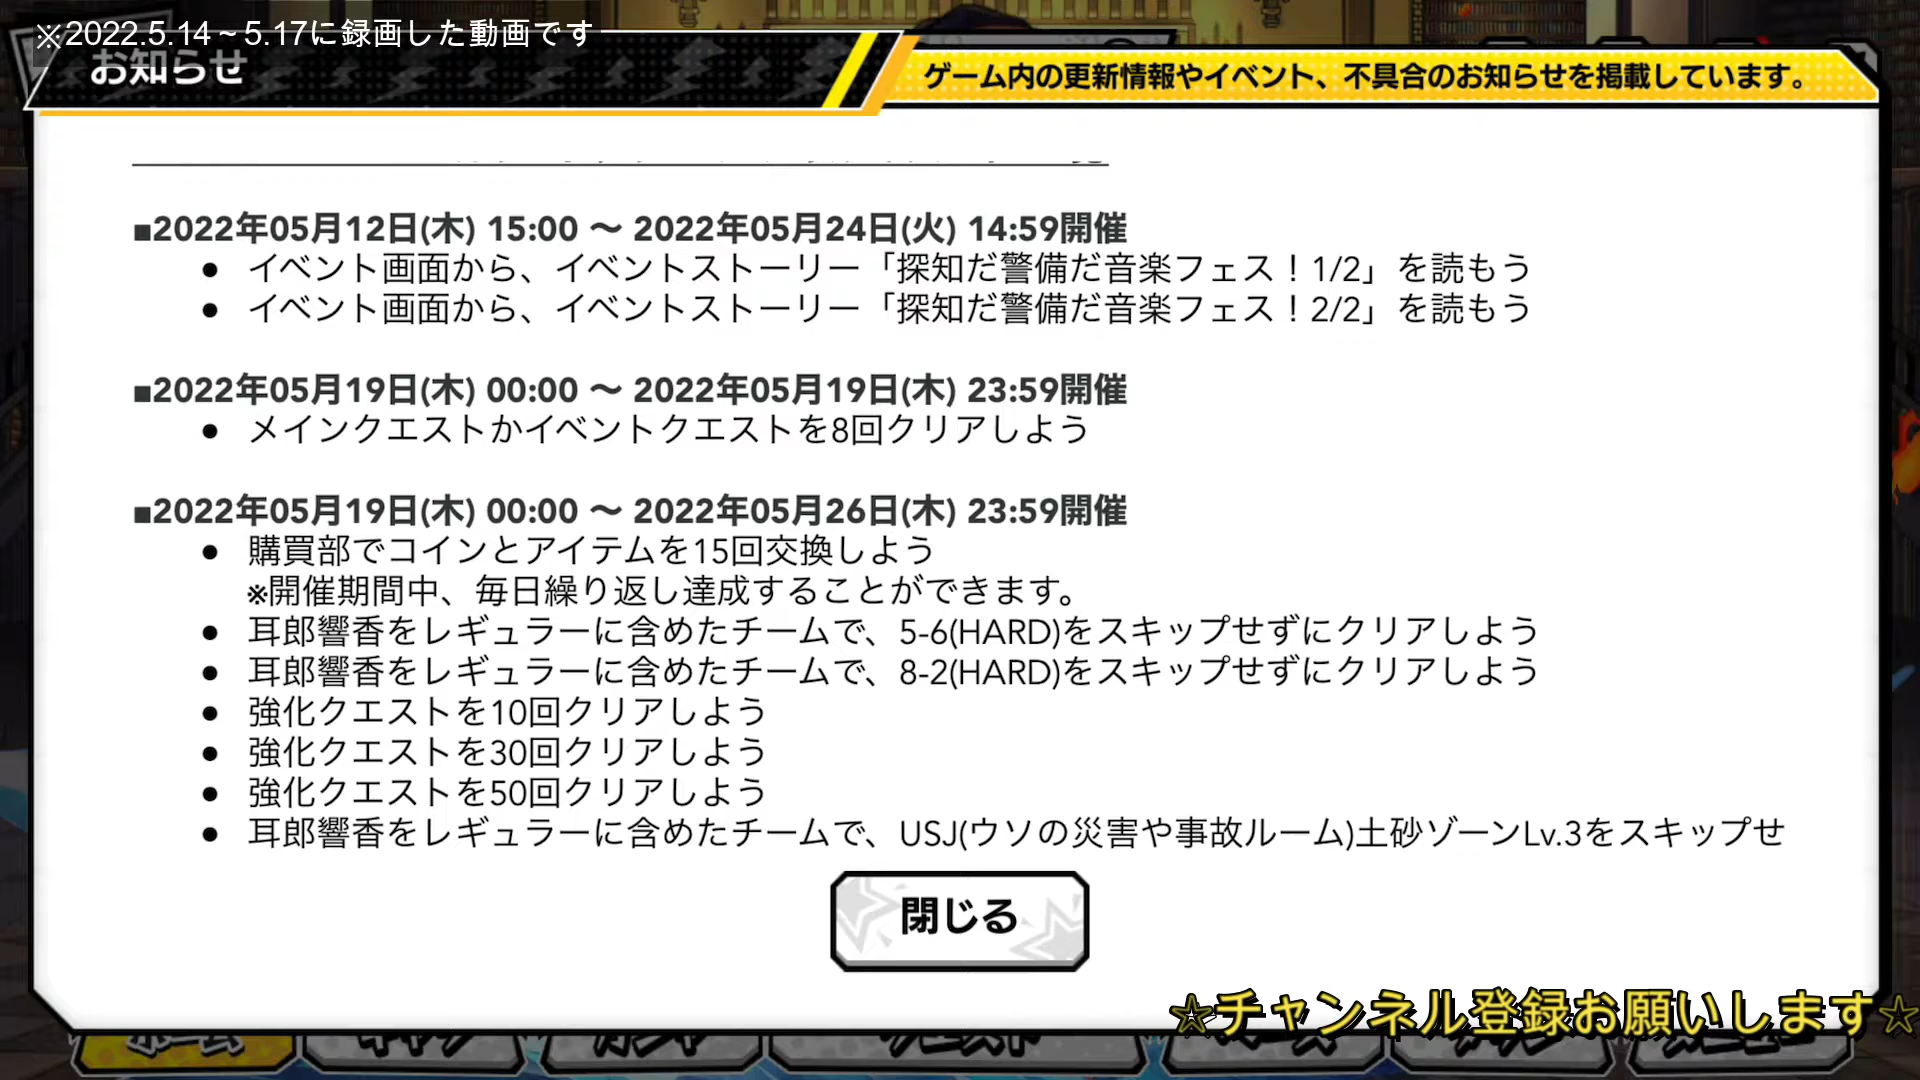 ※2022.5.14~5.17に録画した動画です
お知らせ
ゲーム内の更新情報やイベント、不具合のお知らせを掲載しています。
■2022年05月12日(木) 15:00 ～ 2022年05月24日(火) 14:59開催
● イベント画面から、イベントストーリー「探知だ警備だ音楽フェス！1/2」を読もう
● イベント画面から、イベントストーリー「探知だ警備だ音楽フェス！2/2」を読もう
■2022年05月19日(木) 00:00 ～ 2022年05月19日(木) 23:59開催
● メインクエストかイベントクエストを8回クリアしよう
■2022年05月19日(木) 00:00 ～ 2022年05月26日(木) 23:59開催
● 購買部でコインとアイテムを15回交換しよう
※開催期間中、毎日繰り返し達成することができます。
● 耳郎響香をレギュラーに含めたチームで、5-6(HARD)をスキップせずにクリアしよう
● 耳郎響香をレギュラーに含めたチームで、8-2(HARD)をスキップせずにクリアしよう
● 強化クエストを10回クリアしよう
● 強化クエストを30回クリアしよう
● 強化クエストを50回クリアしよう
● 耳郎響香をレギュラーに含めたチームで、USJ(ウソの災害や事故ルーム)土砂ゾーンLv.3をスキップせ
閉じる
☆チャンネル登録お願いします☆
ホーム